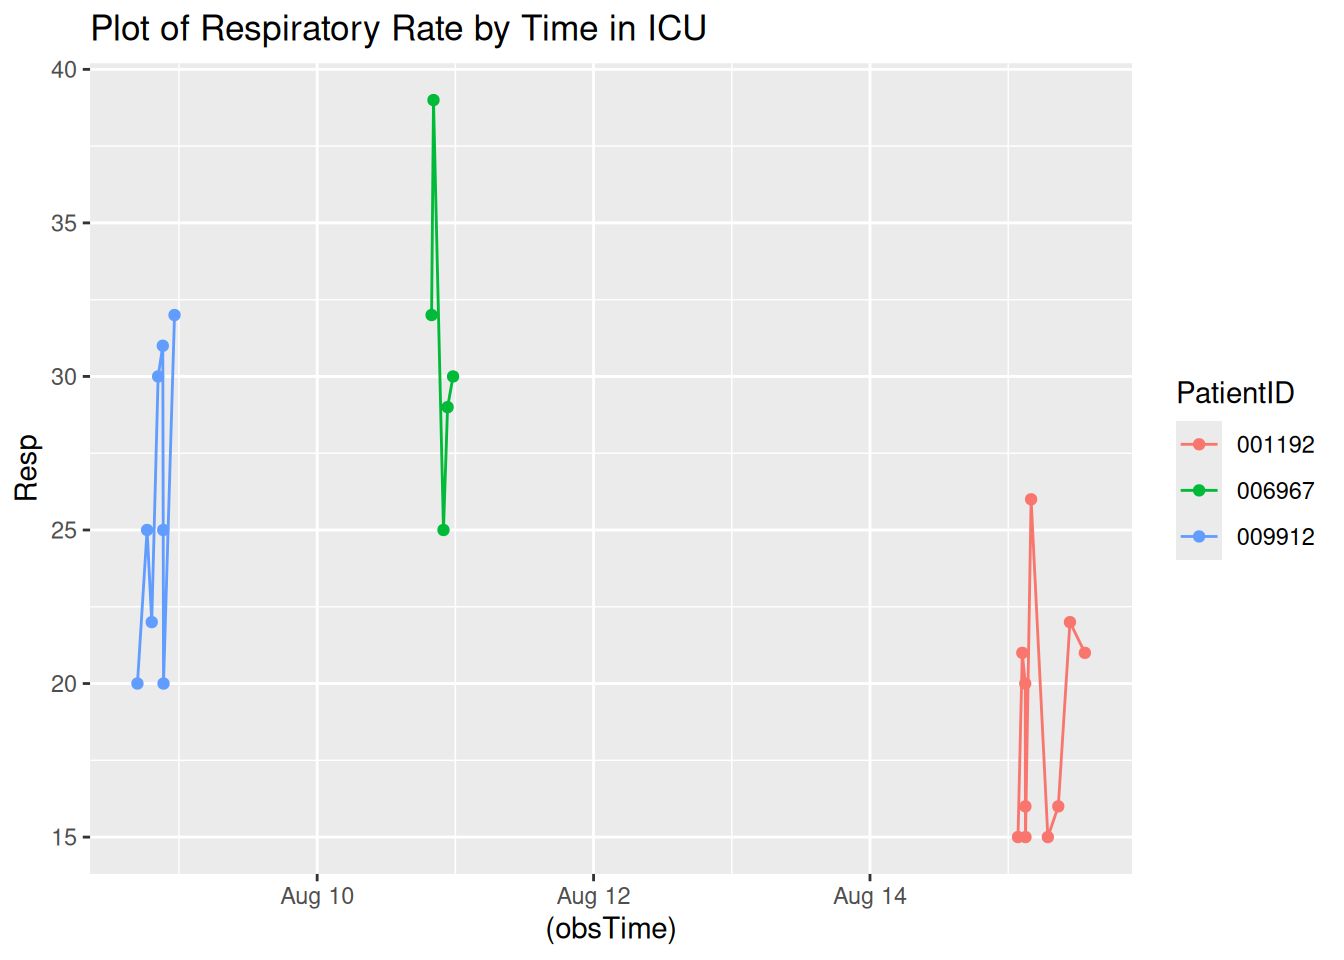 Plot of Respiratory Rate by Time in ICU
40
35
30
25
20
15
Resp
Aug 10 Aug 12 Aug 14
(obsTime)
PatientID
001192
006967
009912